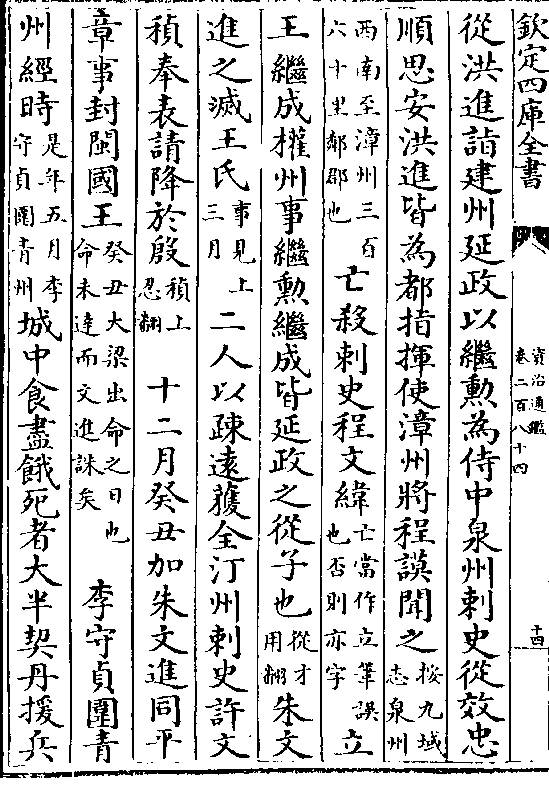 欽定四庫全書
資治通鑑
卷二百八十四
十四
從洪進詣建州延政以繼勲為侍中泉州刺史從效忠
順思安洪進皆為都指揮使漳州將程謨聞之按九域志泉州
西南至漳州三百六十里鄰郡也亡殺刺史程文緯亡當作立筆誤也否則亦字立
王繼成權州事繼勲繼成皆延政之從子也從才用翻朱文
進之滅王氏事見上三月二人以疎遠獲全汀州刺史許文
稹奉表請降於殷稹上忍翻十二月癸丑加朱文進同平
章事封閩國王癸丑大梁出命之日也命未達而文進誅矣李守貞圍青
州經時是年五月李守貞圍青州城中食盡餓死者大半契丹援兵